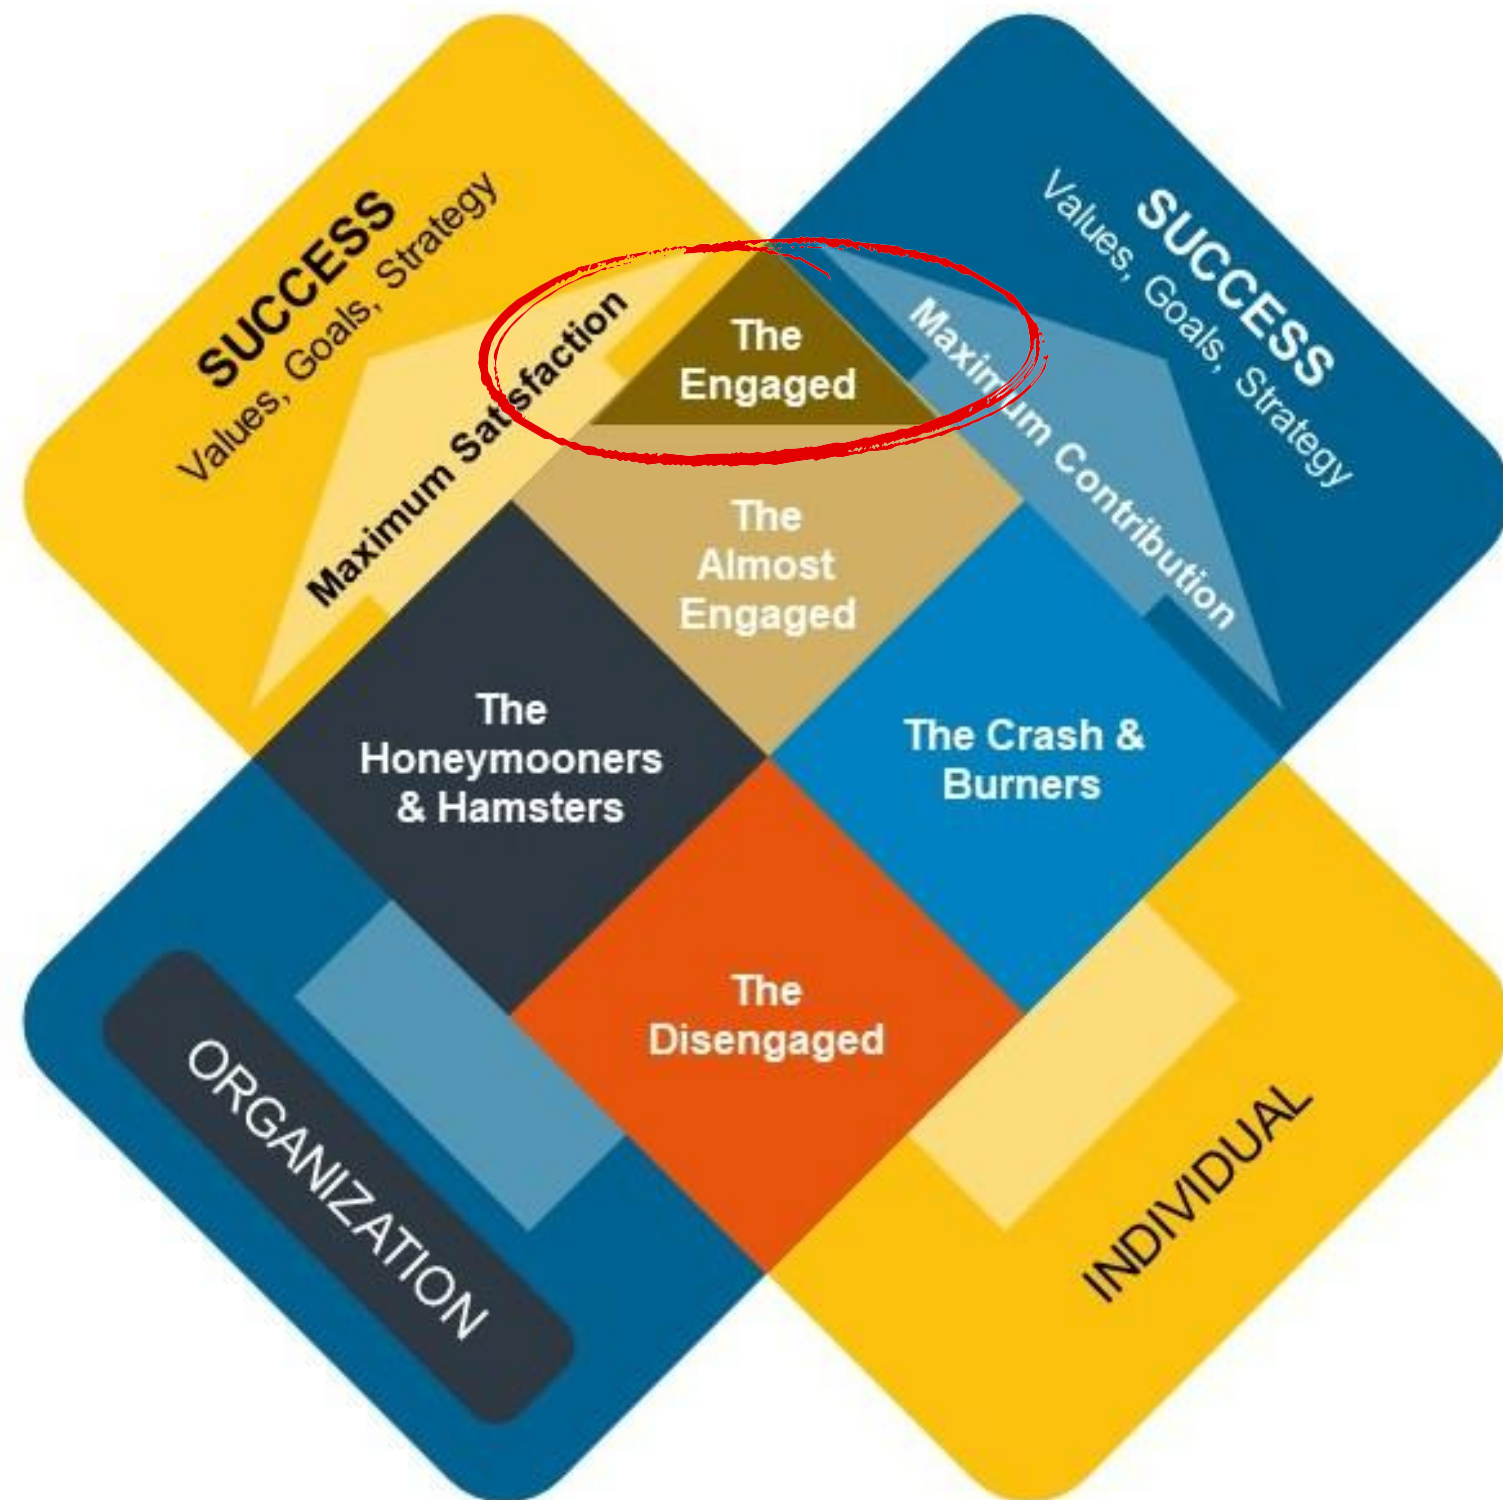 SUCCESS
Values, Goals, Strategy
Maximum Satisfaction
SUCCESS
Values, Goals, Strategy
Maximum Contribution
The
Engaged
The
Almost
Engaged
The
Honeymooners
& Hamsters
The Crash &
Burners
The
Disengaged
ORGANIZATION
INDIVIDUAL